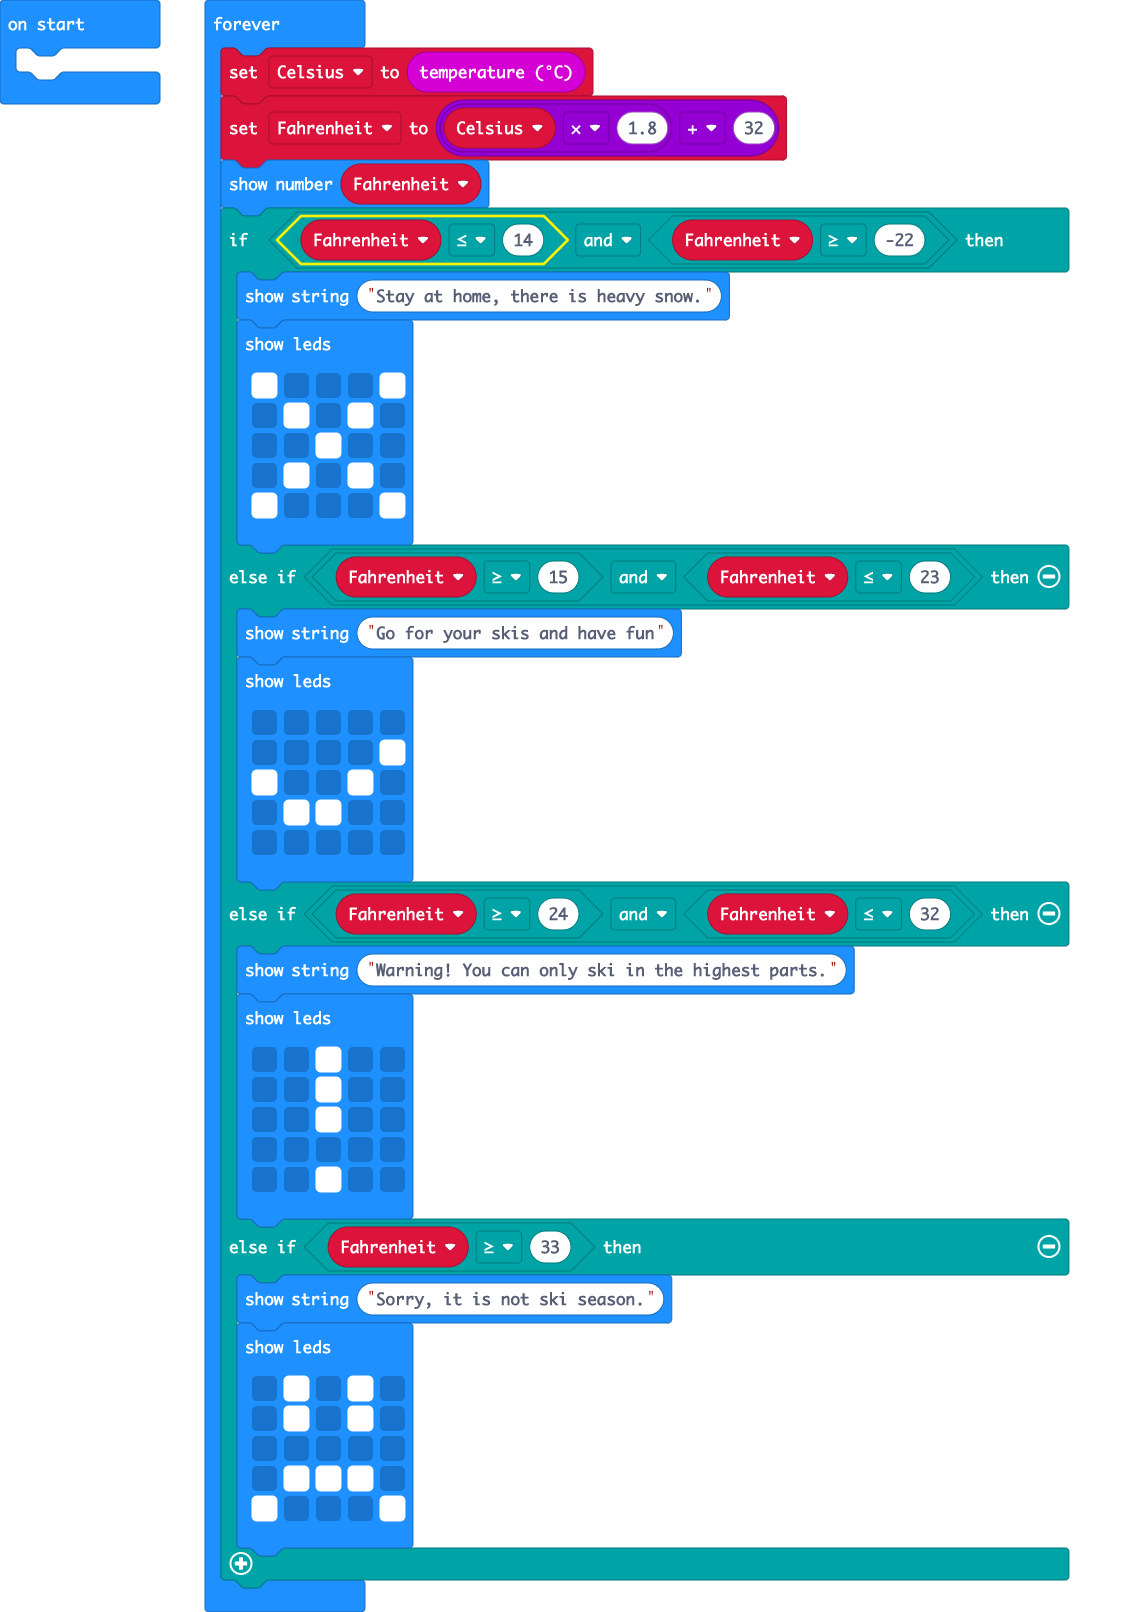 on start
forever
set Celsius to temperature (°C)
set Fahrenheit to Celsius × 1.8 + 32
show number Fahrenheit
if Fahrenheit ≤ 14 and Fahrenheit ≥ -22 then
show string "Stay at home, there is heavy snow."
show leds
else if Fahrenheit ≥ 15 and Fahrenheit ≤ 23 then
show string "Go for your skis and have fun"
show leds
else if Fahrenheit ≥ 24 and Fahrenheit ≤ 32 then
show string "Warning! You can only ski in the highest parts."
show leds
else if Fahrenheit ≥ 33 then
show string "Sorry, it is not ski season."
show leds